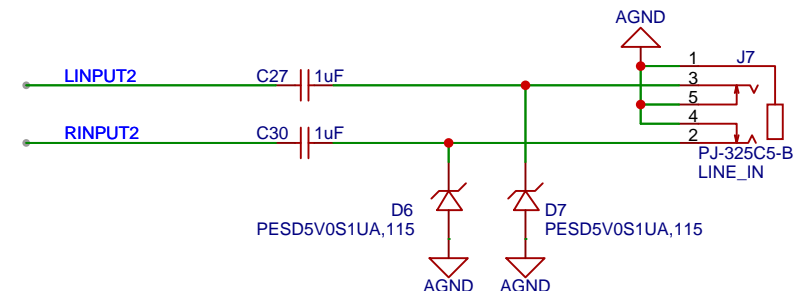 AGND
1
J7
LINPUT2
C27
1uF
3
5
4
RINPUT2
C30
1uF
2
PJ-325C5-B
LINE_IN
D6
PESD5V0S1UA,115
D7
PESD5V0S1UA,115
AGND
AGND